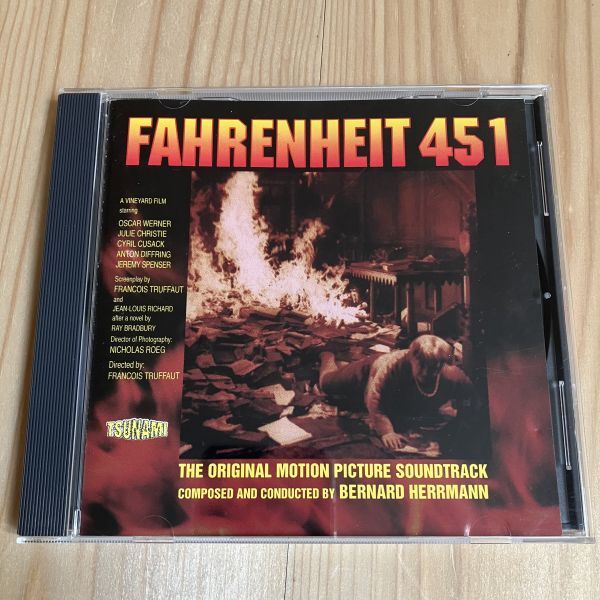 FAHRENHEIT 451
A VINEYARD FILM
starring
OSCAR WERNER
JULIE CHRISTIE
CYRIL CUSACK
ANTON DIFFRING
JEREMY SPENSER
Screenplay by
FRANCOIS TRUFFAUT
and
JEAN-LOUIS RICHARD
after a novel by
RAY BRADBURY
Director of Photography:
NICHOLAS ROEG
Directed by:
FRANCOIS TRUFFAUT
TSUNAMI
THE ORIGINAL MOTION PICTURE SOUNDTRACK
COMPOSED AND CONDUCTED BY BERNARD HERRMANN